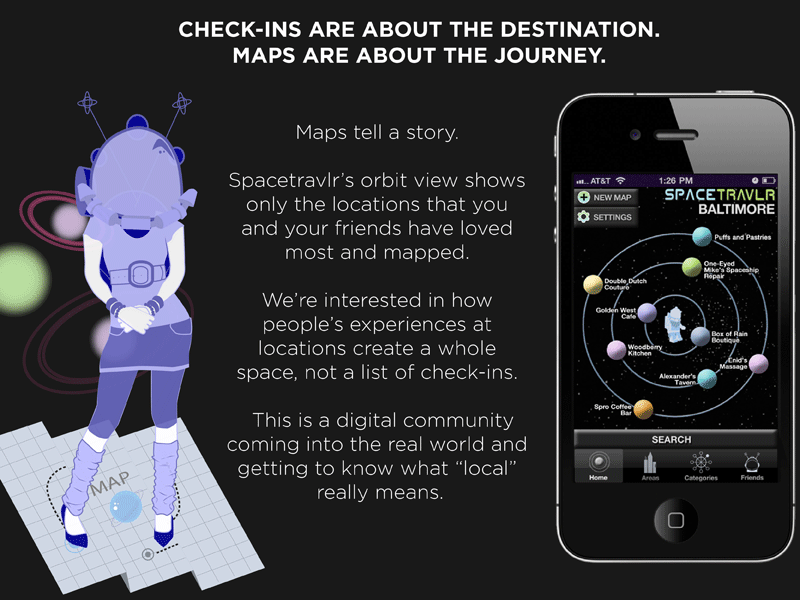 CHECK-INS ARE ABOUT THE DESTINATION.
MAPS ARE ABOUT THE JOURNEY.
Maps tell a story.
Spacetravlr's orbit view shows
only the locations that you
and your friends have loved
most and mapped.
We're interested in how
people's experiences at
locations create a whole
space, not a list of check-ins.
This is a digital community
coming into the real world and
getting to know what “local”
really means.
MAP
AT&T 1:26 PM
NEW MAP
SETTINGS
SPACETRAVLR
BALTIMORE
Puffs and Pastries
One-Eyed
Mike's Spaceship
Repair
Double Dutch
Couture
Golden West
Cafe
Box of Rain
Boutique
Woodberry
Kitchen
Enid's
Massage
Alexander's
Tavern
Spro Coffee
Bar
SEARCH
Home Areas Categories Friends